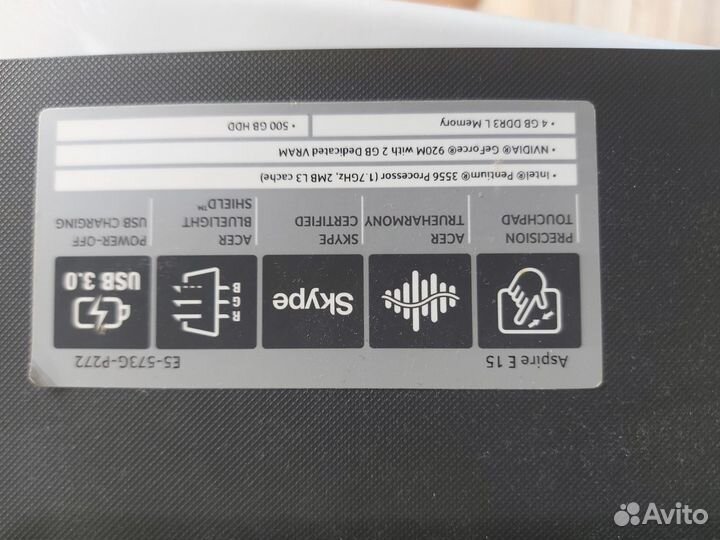 Aspire E 15
E5-573G-P272
Skype
R
G
B
USB 3.0
PRECISION
TOUCHPAD
ACER
TRUEHARMONY
SKYPE
CERTIFIED
ACER
BLUELIGHT
SHIELD™
POWER-OFF
USB CHARGING
• Intel® Pentium® 3556 Processor (1.7GHz, 2MB L3 cache)
• NVIDIA® GeForce® 920M with 2 GB Dedicated VRAM
• 4 GB DDR3 L Memory
• 500 GB HDD
Avito